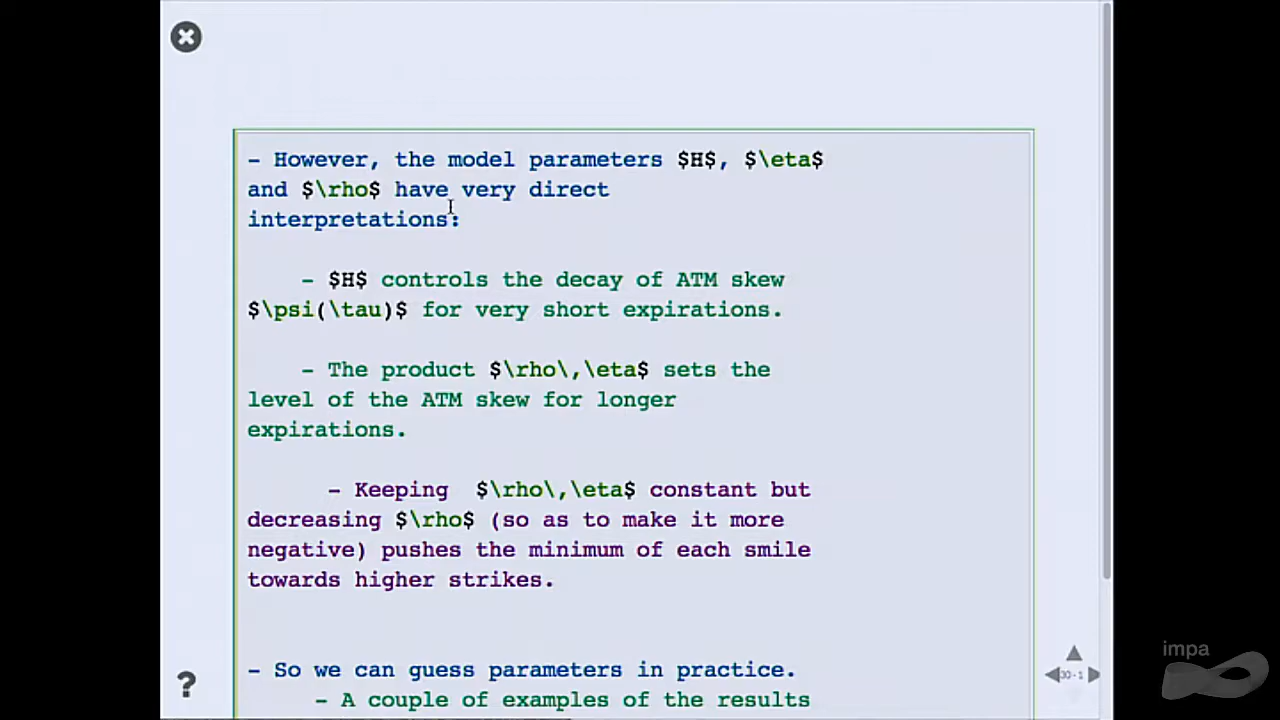 - However, the model parameters $H$, $\eta$
and $\rho$ have very direct
interpretations:
- $H$ controls the decay of ATM skew
$\psi(\tau)$ for very short expirations.
- The product $\rho\,\eta$ sets the
level of the ATM skew for longer
expirations.
- Keeping  $\rho\,\eta$ constant but
decreasing $\rho$ (so as to make it more
negative) pushes the minimum of each smile
towards higher strikes.
- So we can guess parameters in practice.
- A couple of examples of the results
?
impa